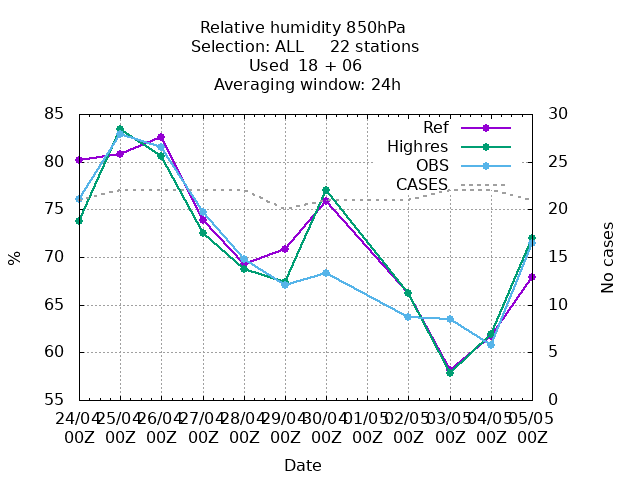 Relative humidity 850hPa
Selection: ALL 22 stations
Used 18 + 06
Averaging window: 24h
85
80
75
70
65
60
55
%
30
25
20
15
10
5
0
No cases
Ref
Highres
OBS
CASES
24/04 25/04 26/04 27/04 28/04 29/04 30/04 01/05 02/05 03/05 04/05 05/05
00Z 00Z 00Z 00Z 00Z 00Z 00Z 00Z 00Z 00Z 00Z 00Z
Date